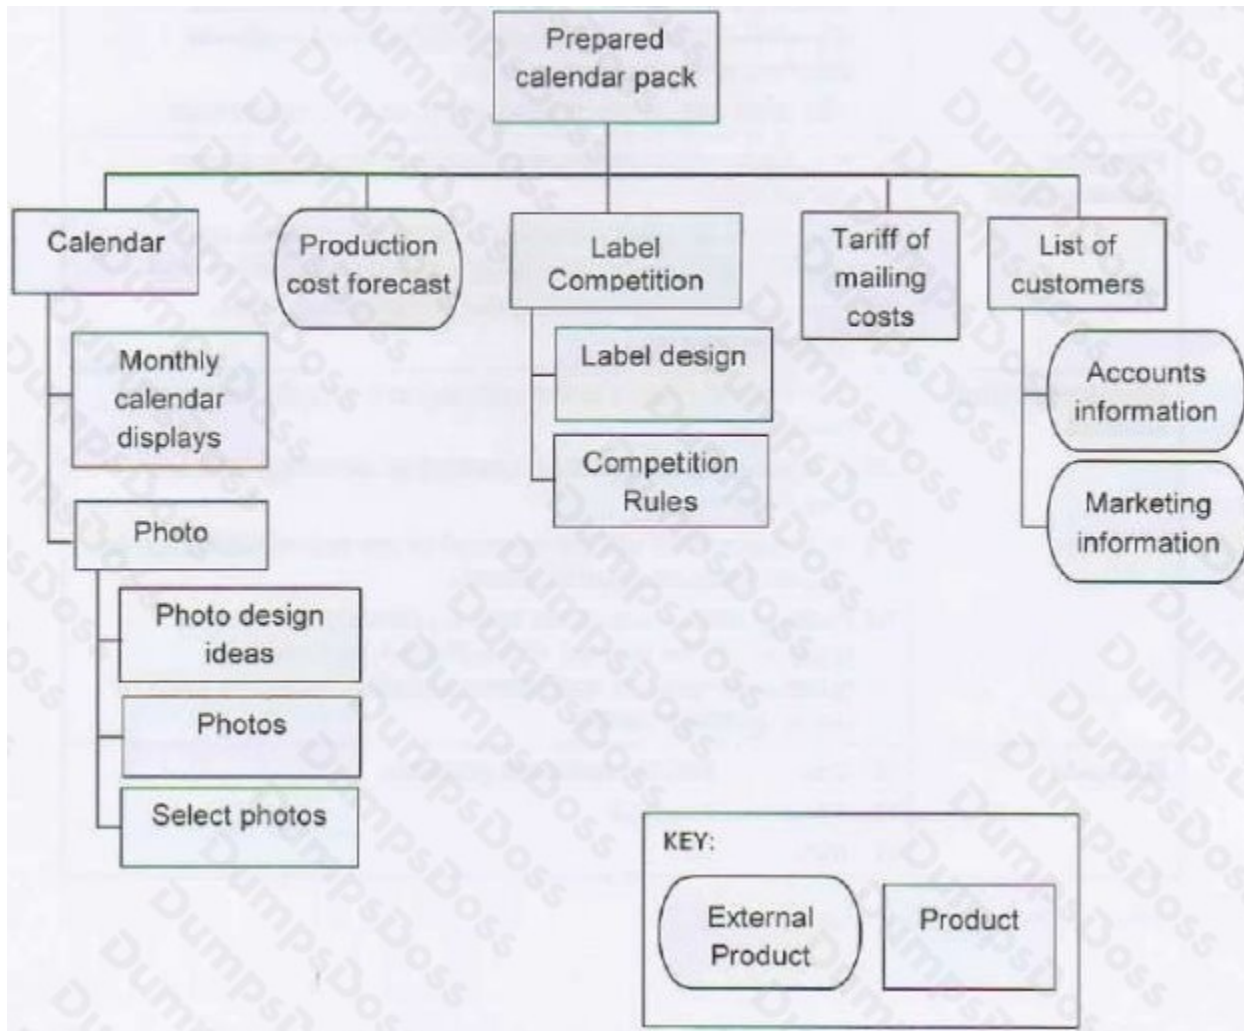 Prepared
calendar pack
Calendar
Production
cost forecast
Label
Competition
Tariff of
mailing
costs
List of
customers
Monthly
calendar
displays
Label design
Accounts
information
Competition
Rules
Marketing
information
Photo
Photo design
ideas
Photos
Select photos
KEY:
External
Product
Product
DumpsDoss